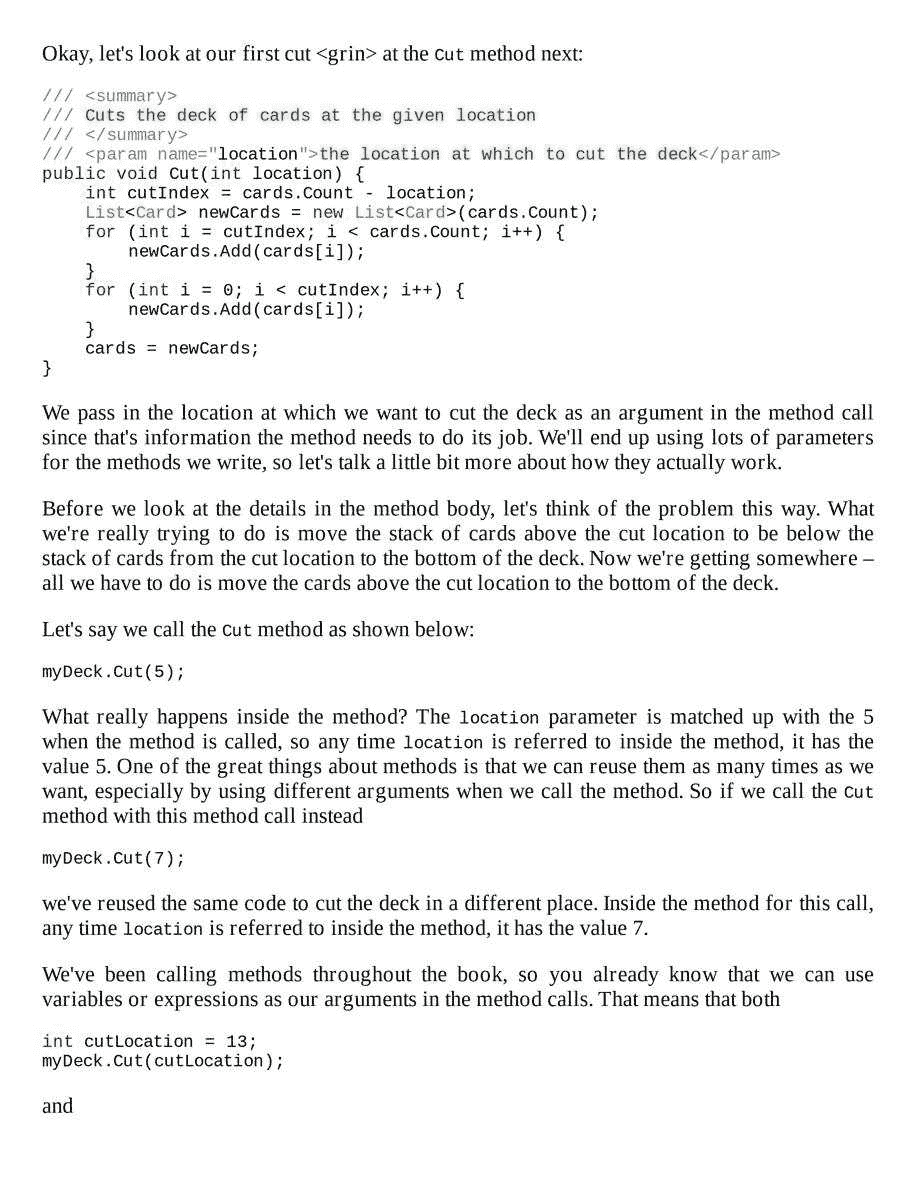 Okay, let's look at our first cut <grin> at the Cut method next:
/// <summary>
/// Cuts the deck of cards at the given location
/// </summary>
/// <param name="location">the location at which to cut the deck</param>
public void Cut(int location) {
    int cutIndex = cards.Count - location;
    List<Card> newCards = new List<Card>(cards.Count);
    for (int i = cutIndex; i < cards.Count; i++) {
        newCards.Add(cards[i]);
    }
    for (int i = 0; i < cutIndex; i++) {
        newCards.Add(cards[i]);
    }
    cards = newCards;
}
We pass in the location at which we want to cut the deck as an argument in the method call
since that's information the method needs to do its job. We'll end up using lots of parameters
for the methods we write, so let's talk a little bit more about how they actually work.
Before we look at the details in the method body, let's think of the problem this way. What
we're really trying to do is move the stack of cards above the cut location to be below the
stack of cards from the cut location to the bottom of the deck. Now we're getting somewhere –
all we have to do is move the cards above the cut location to the bottom of the deck.
Let's say we call the Cut method as shown below:
myDeck.Cut(5);
What really happens inside the method? The location parameter is matched up with the 5
when the method is called, so any time location is referred to inside the method, it has the
value 5. One of the great things about methods is that we can reuse them as many times as we
want, especially by using different arguments when we call the method. So if we call the Cut
method with this method call instead
myDeck.Cut(7);
we've reused the same code to cut the deck in a different place. Inside the method for this call,
any time location is referred to inside the method, it has the value 7.
We've been calling methods throughout the book, so you already know that we can use
variables or expressions as our arguments in the method calls. That means that both
int cutLocation = 13;
myDeck.Cut(cutLocation);
and